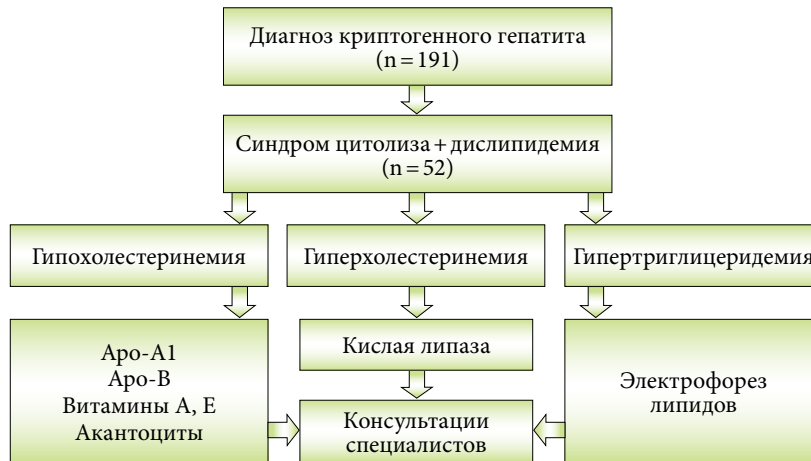 Диагноз криптогенного гепатита
(n = 191)
Синдром цитолиза + дислипидемия
(n = 52)
Гипохолестеринемия
Гиперхолестеринемия
Гипертриглицеридемия
Апо-А1
Апо-В
Витамины А, Е
Акантоциты
Кислая липаза
Консультации
специалистов
Электрофорез
липидов